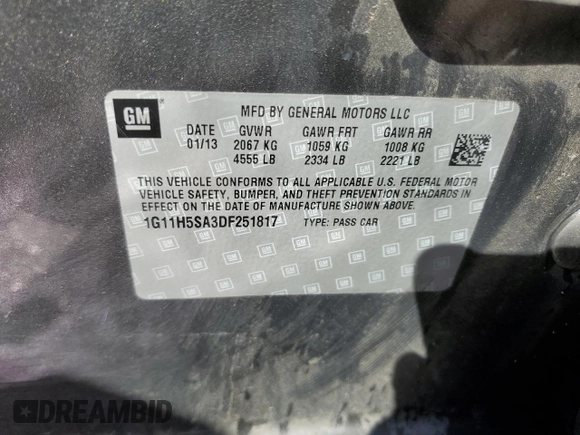 GM
MFD BY GENERAL MOTORS LLC
DATE GVWR GAWR FRT GAWR RR
01/13 2067 KG 1059 KG 1008 KG
4555 LB 2334 LB 2221 LB
THIS VEHICLE CONFORMS TO ALL APPLICABLE U.S. FEDERAL MOTOR
VEHICLE SAFETY, BUMPER, AND THEFT PREVENTION STANDARDS
IN EFFECT ON THE DATE OF MANUFACTURE SHOWN ABOVE.
1G11H5SA3DF251817 TYPE: PASS CAR
DREAMBID